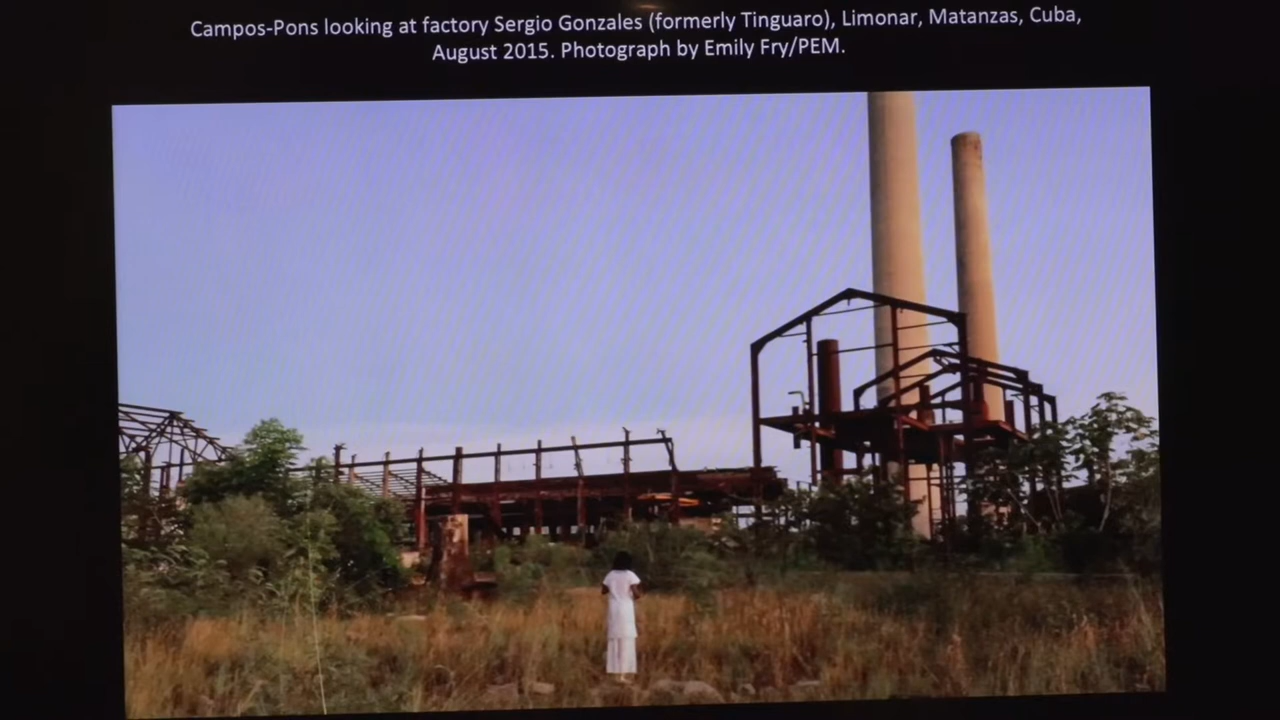 Campos-Pons looking at factory Sergio Gonzales (formerly Tinguaro), Limonar, Matanzas, Cuba,
August 2015. Photograph by Emily Fry/PEM.